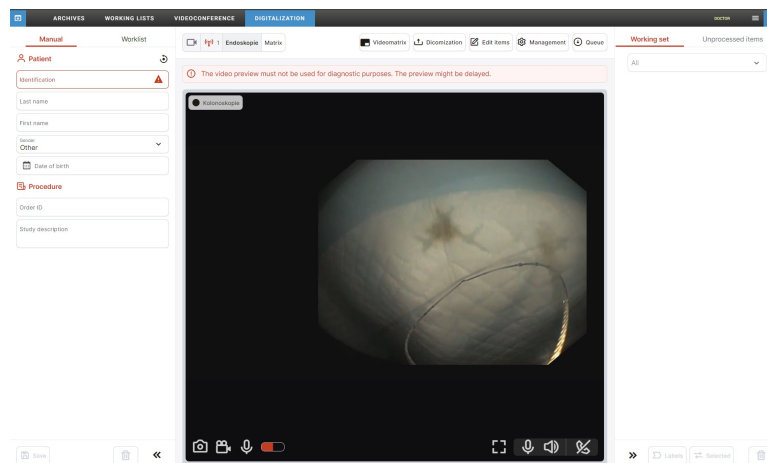 ARCHIVES WORKING LISTS VIDEOCONFERENCE DIGITALIZATION DOCTOR
Manual Worklist
Patient
Identification
Last name
First name
Gender
Other
Date of birth
Procedure
Order ID
Study description
Save
1 Endoskopie Matrix
Videomatrix Dicomization Edit items Management Queue
The video preview must not be used for diagnostic purposes. The preview might be delayed.
Koloноskopie
Working set Unprocessed items
All
Labels Selected